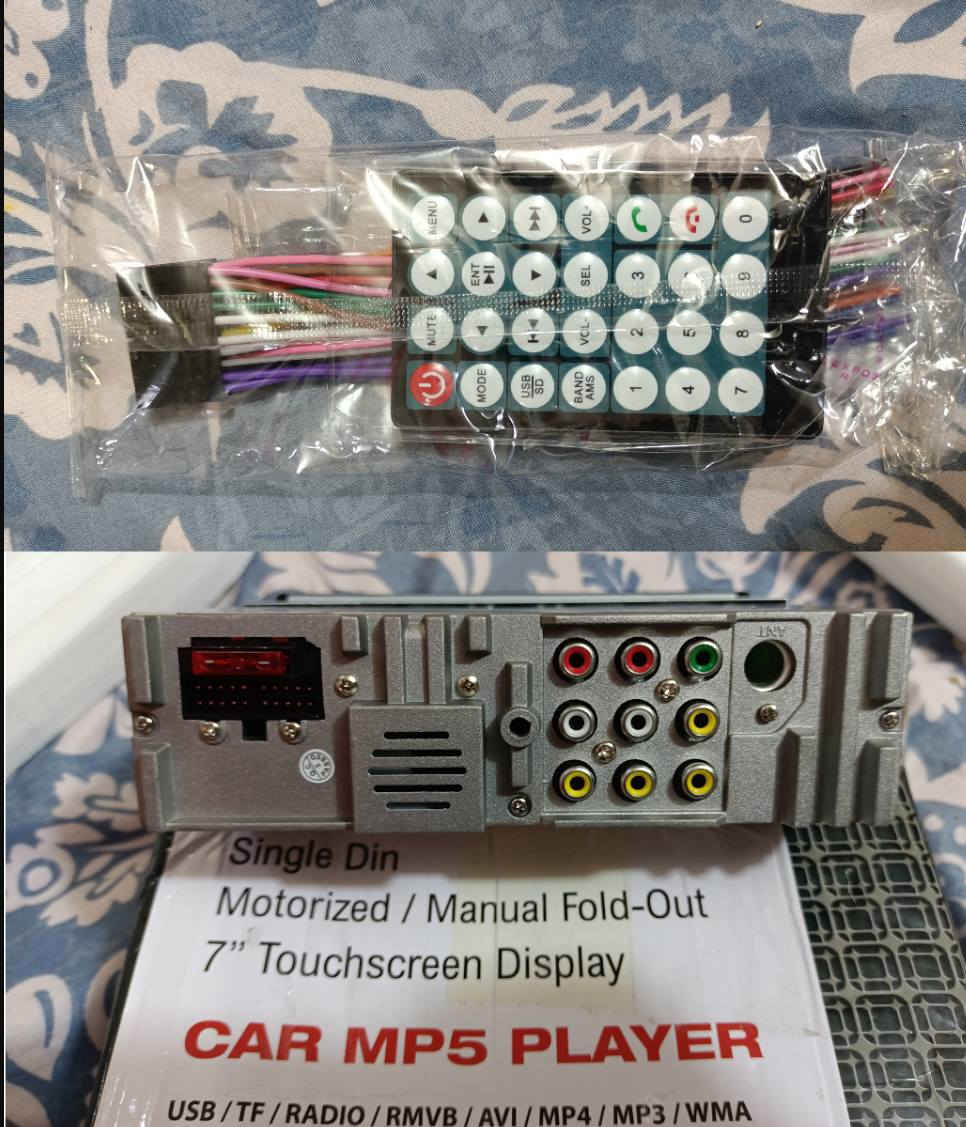 MUTE MENU
MODE ENT
USB
SD
BAND
AMS VOL- SEL VOL-
1 2 3
4 5
7 8 9 0
ANT
Single Din
Motorized / Manual Fold-Out
7” Touchscreen Display
CAR MP5 PLAYER
USB / TF / RADIO / RMVB / AVI / MP4 / MP3 / WMA